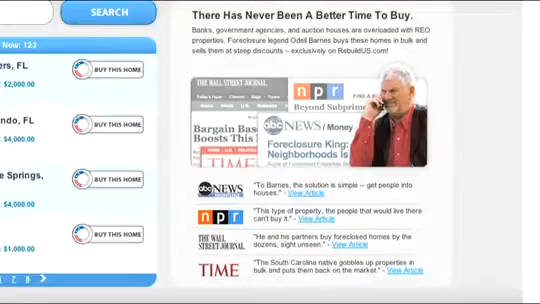 SEARCH
Now: 123
ers, FL
$2,000.00
BUY THIS HOME
ndo, FL
$4,000.00
BUY THIS HOME
e Springs,
$4,000.00
BUY THIS HOME
$1,000.00
BUY THIS HOME
7 8
There Has Never Been A Better Time To Buy.
Banks, government agencies, and auction houses are overloaded with REO
properties. Foreclosure legend Odell Barnes buys these homes in bulk and
sells them at steep discounts – exclusively on RebuildUS.com!
THE WALL STREET JOURNAL.
n p r
FIND A
Beyond Subprim
Bargain Bas
Boosts This
abc NEWS / Money
Foreclosure King:
Neighborhoods Is
TIME
abc NEWS
"To Barnes, the solution is simple -- get people into
houses." - View Article
n p r
"This type of property, the people that would live there
can't buy it." - View Article
THE WALL STREET JOURNAL
"He and his partners buy foreclosed homes by the
dozens, sight unseen." - View Article
TIME
"The South Carolina native gobbles up properties in
bulk and puts them back on the market." - View Article